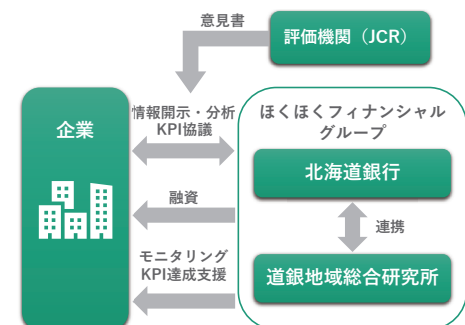 意見書
評価機関（JCR）
企業
情報開示・分析
KPI協議
ほくほくフィナンシャル
グループ
北海道銀行
融資
連携
モニタリング
KPI達成支援
道銀地域総合研究所